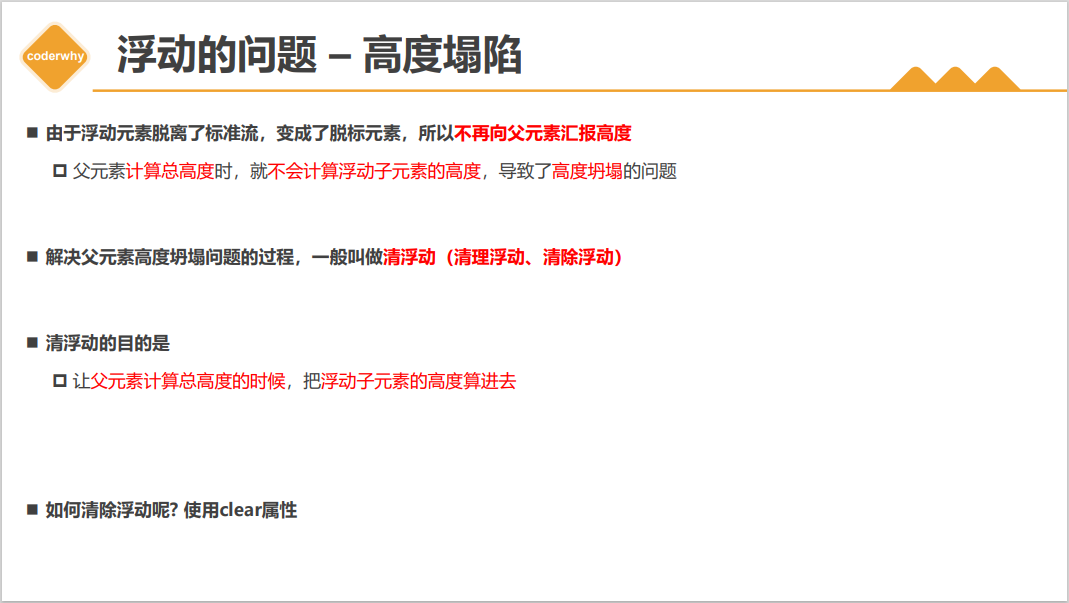 coderwhy
浮动的问题 – 高度塌陷
由于浮动元素脱离了标准流，变成了脱标元素，所以不再向父元素汇报高度
父元素计算总高度时，就不会计算浮动子元素的高度，导致了高度坍塌的问题
解决父元素高度坍塌问题的过程，一般叫做清浮动（清理浮动、清除浮动）
清浮动的目的是
让父元素计算总高度的时候，把浮动子元素的高度算进去
如何清除浮动呢? 使用clear属性